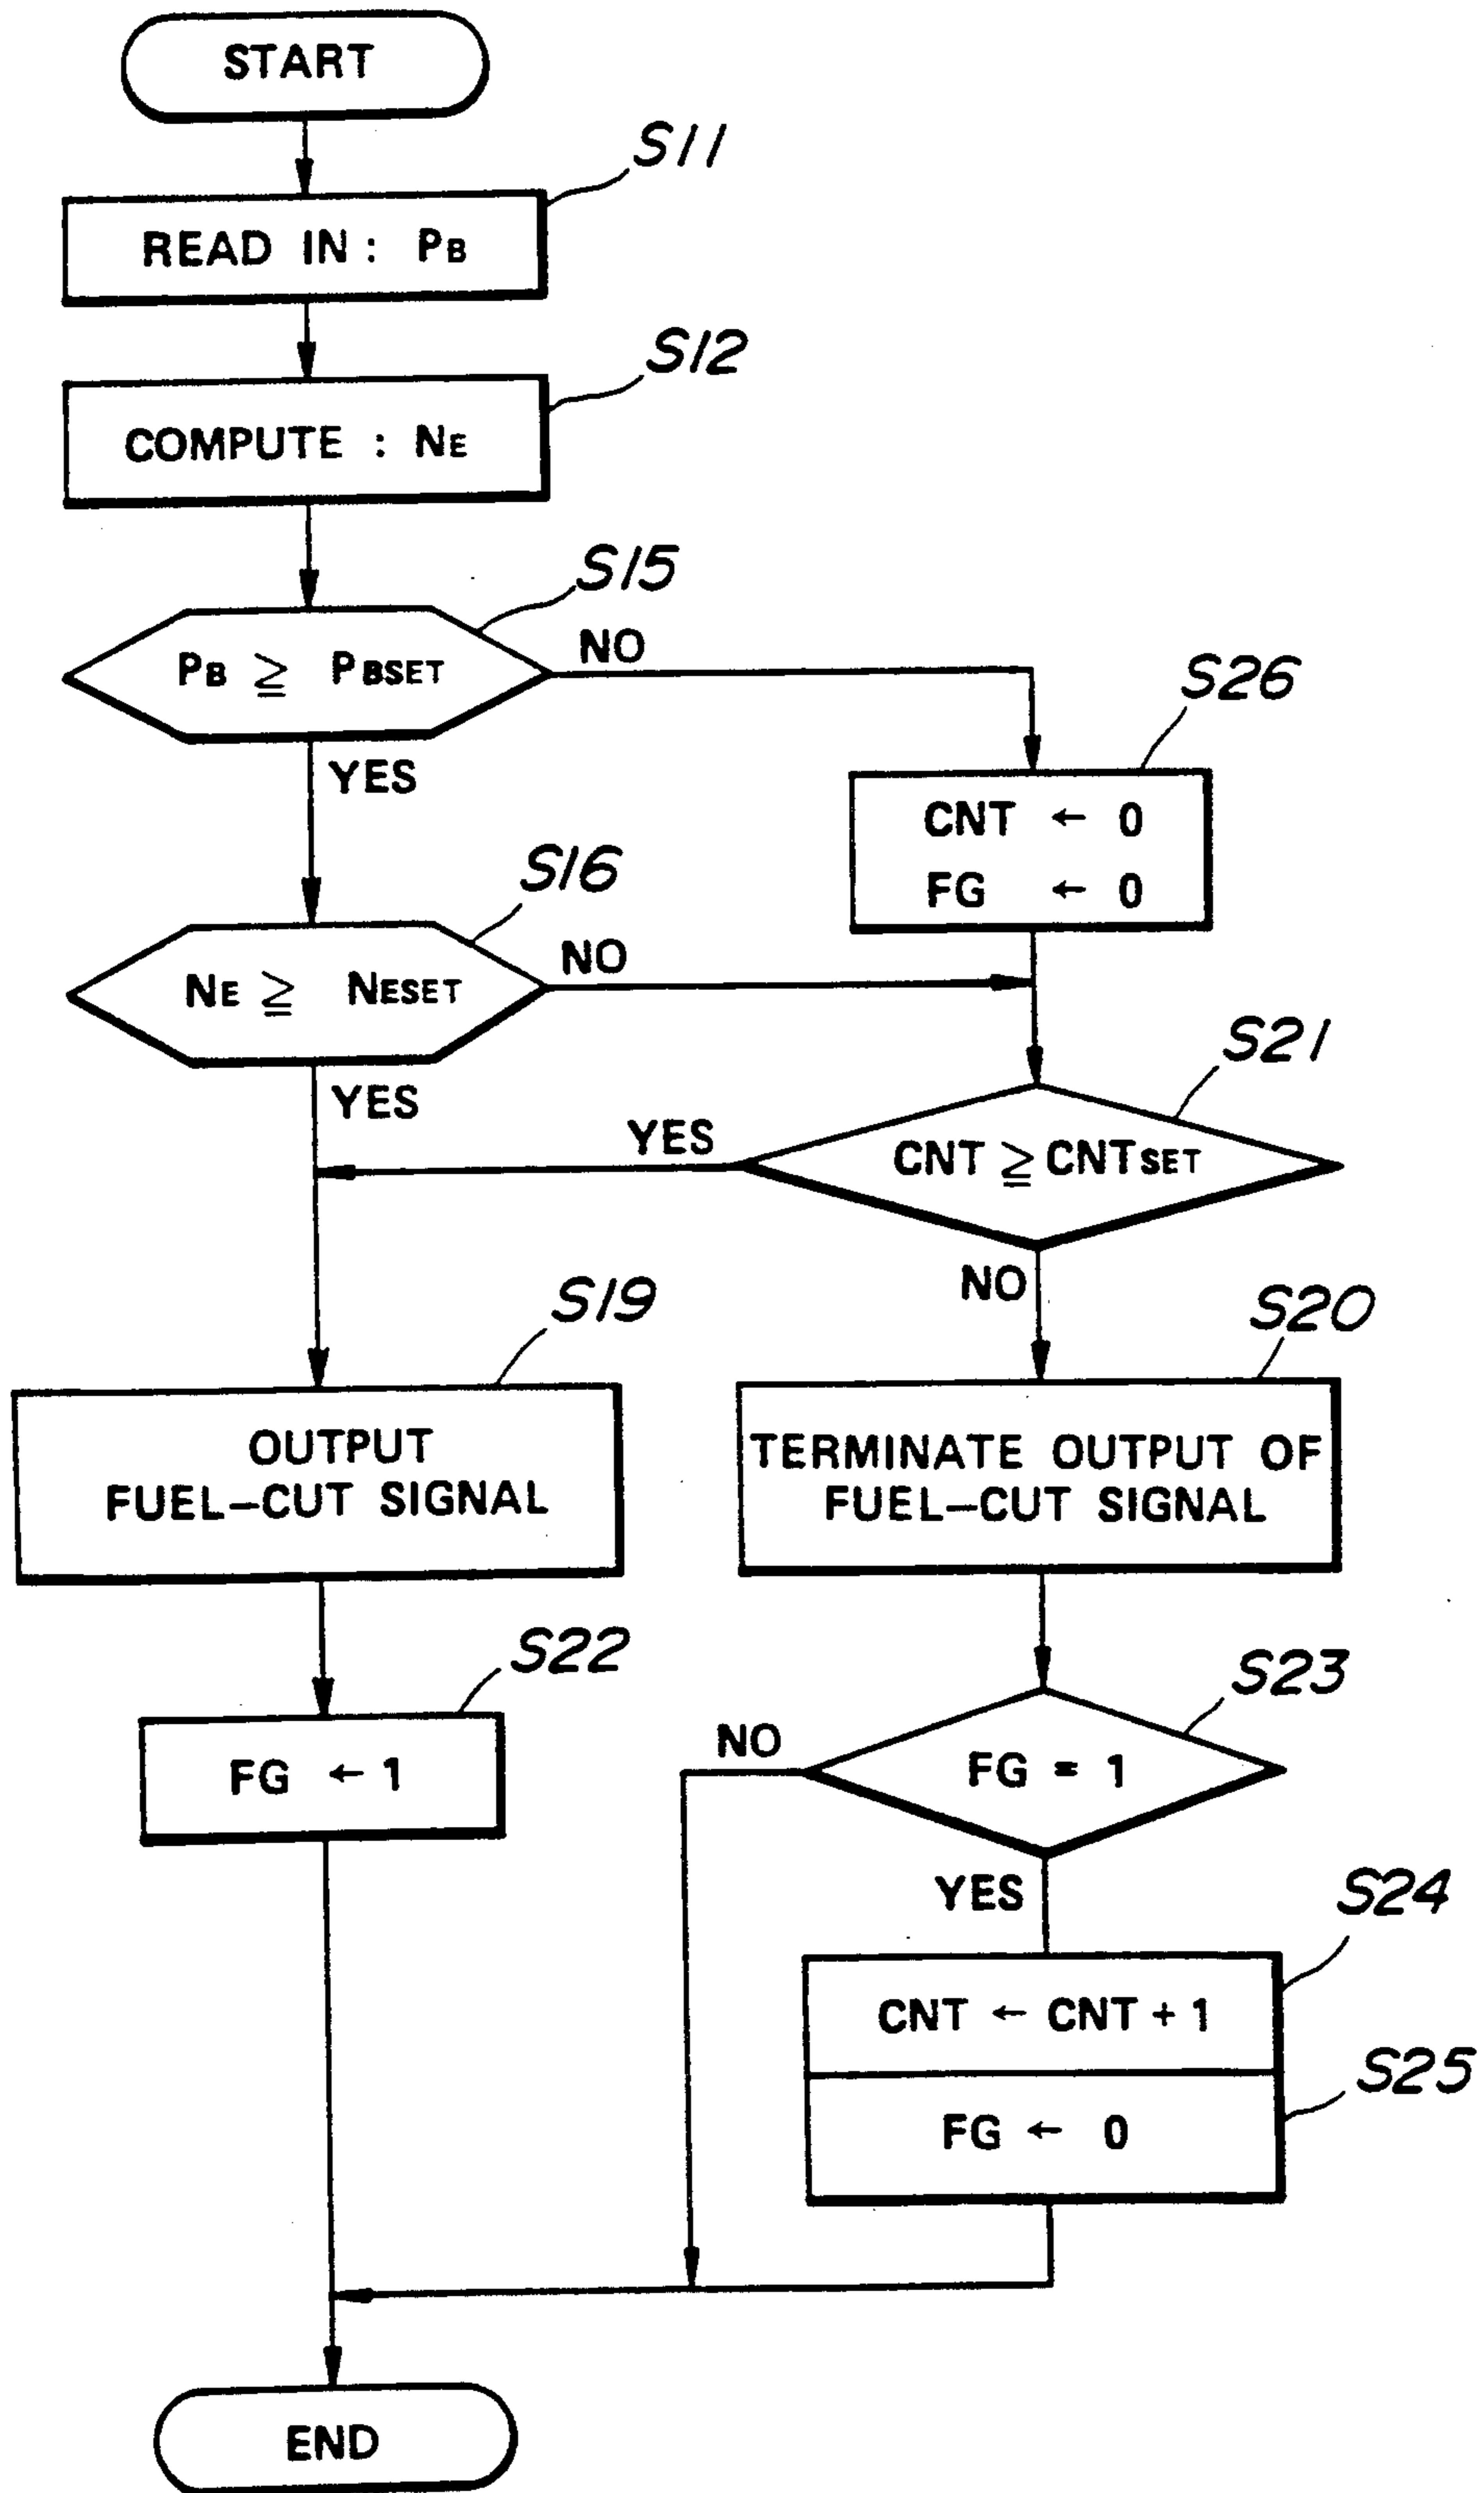 START
S11
READ IN: PB
S12
COMPUTE : NE
S15
PB ≧ PBSET
NO
YES
S26
CNT ← 0
FG ← 0
S16
NE ≧ NESET
NO
YES
S21
CNT ≧ CNTSET
YES
NO
S19
OUTPUT
FUEL-CUT SIGNAL
S20
TERMINATE OUTPUT OF
FUEL-CUT SIGNAL
S22
FG ← 1
S23
FG = 1
NO
YES
S24
CNT ← CNT + 1
S25
FG ← 0
END